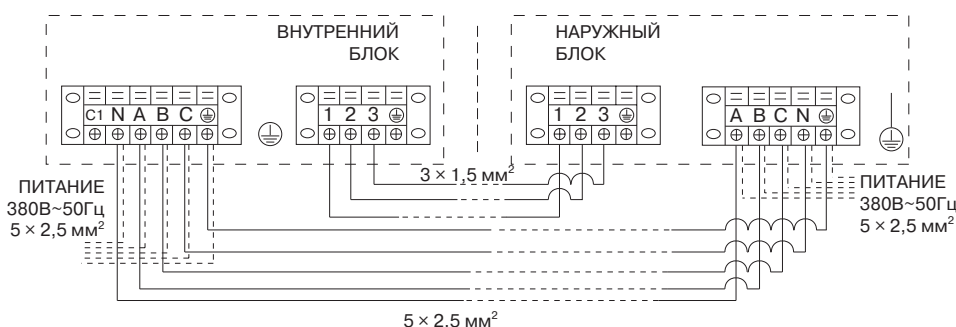 ВНУТРЕННИЙ
БЛОК
НАРУЖНЫЙ
БЛОК
C1 N A B C
1 2 3
1 2 3
A B C N
3 × 1,5 мм²
ПИТАНИЕ
380В~50Гц
5 × 2,5 мм²
ПИТАНИЕ
380В~50Гц
5 × 2,5 мм²
5 × 2,5 мм²